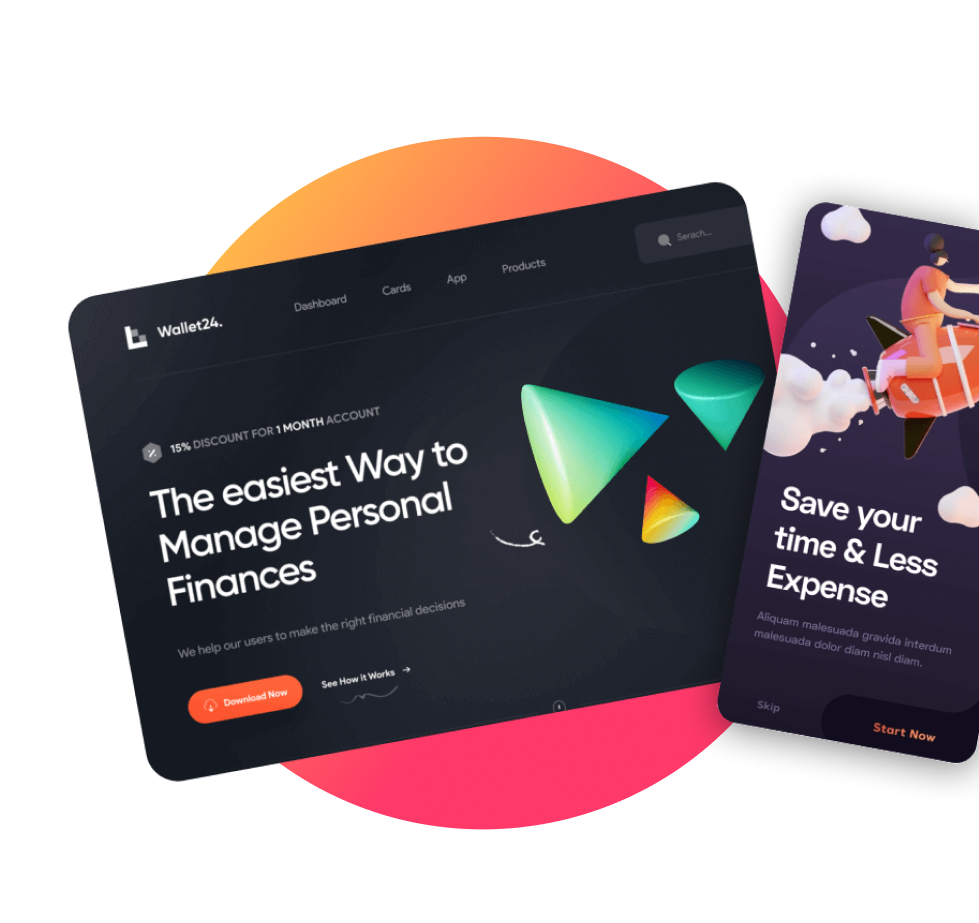 Wallet24.
Dashboard
Cards
App
Products
Serach...
15% DISCOUNT FOR 1 MONTH ACCOUNT
The easiest Way to
Manage Personal
Finances
We help our users to make the right financial decisions
Download Now
See How it Works →
Save your
time & Less
Expense
Aliquam malesuada gravida interdum
malesuada dolor diam nisl diam.
Skip
Start Now